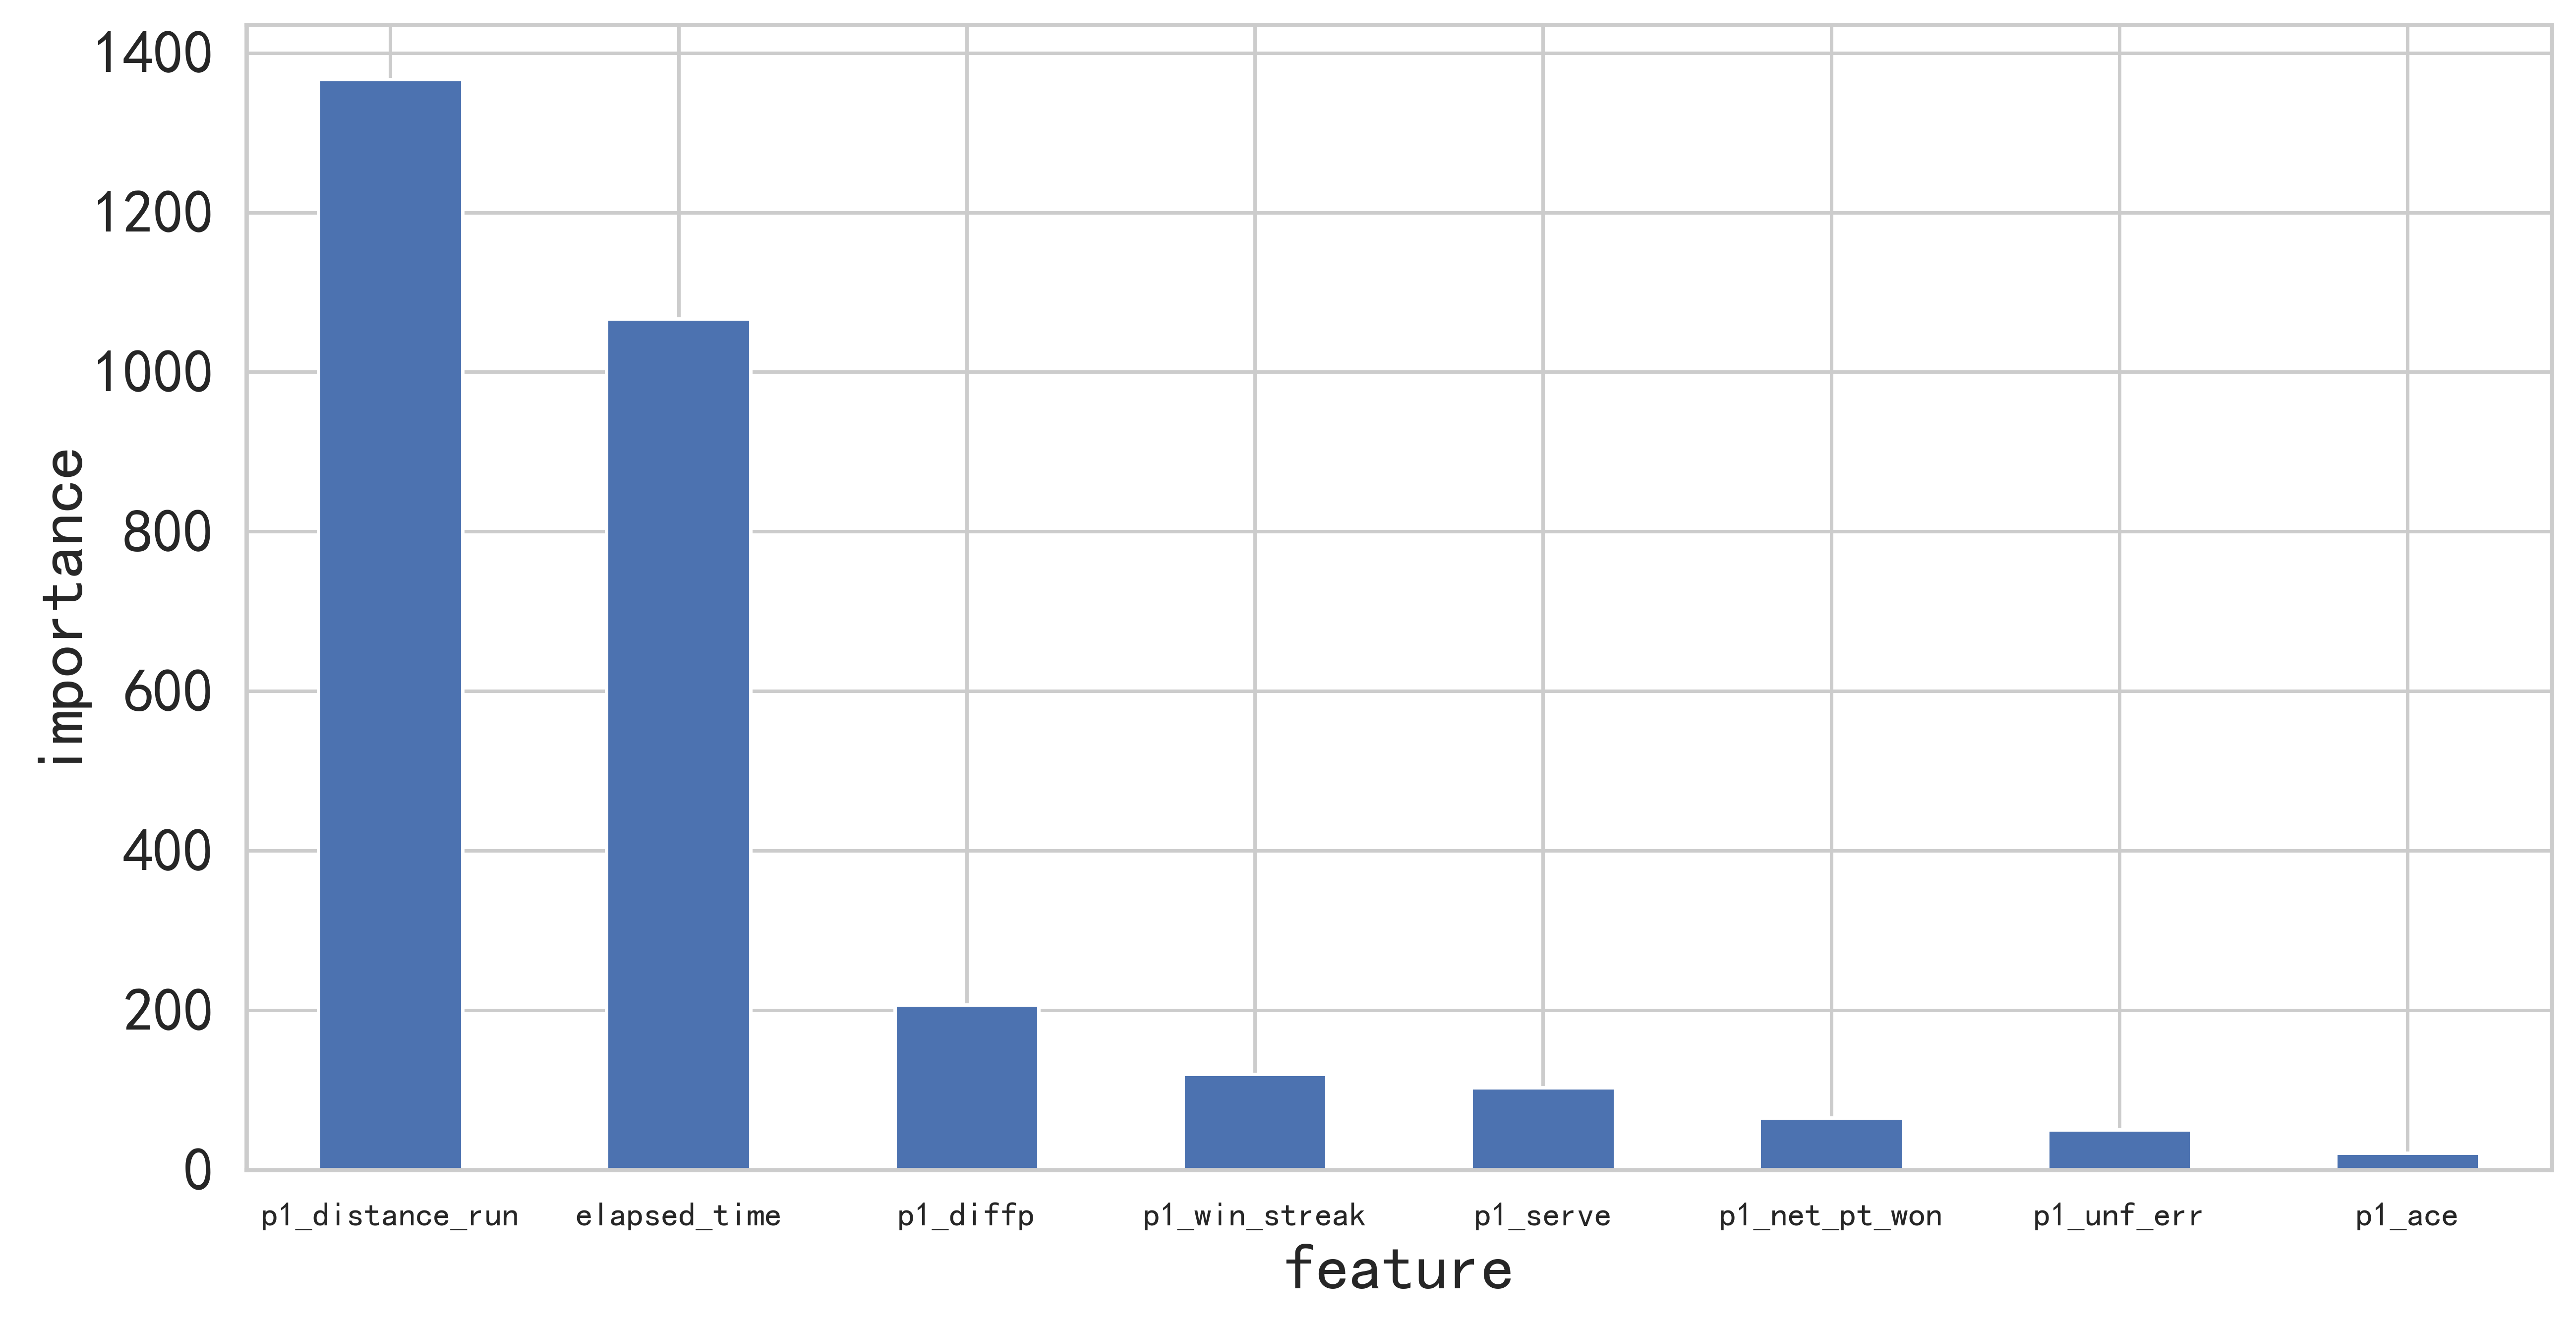 importance
1400
1200
1000
800
600
400
200
0
p1_distance_run elapsed_time p1_diffp p1_win_streak p1_serve p1_net_pt_won p1_unf_err p1_ace
feature